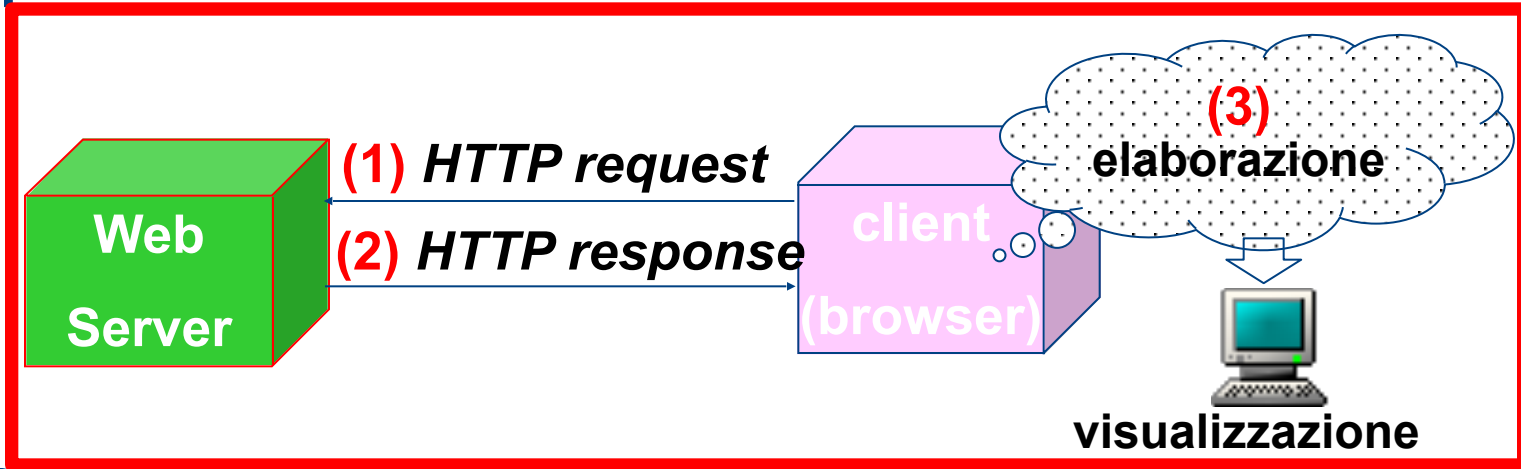 (3)
elaborazione
(1) HTTP request
Web
Server
(2) HTTP response
client
(browser)
visualizzazione